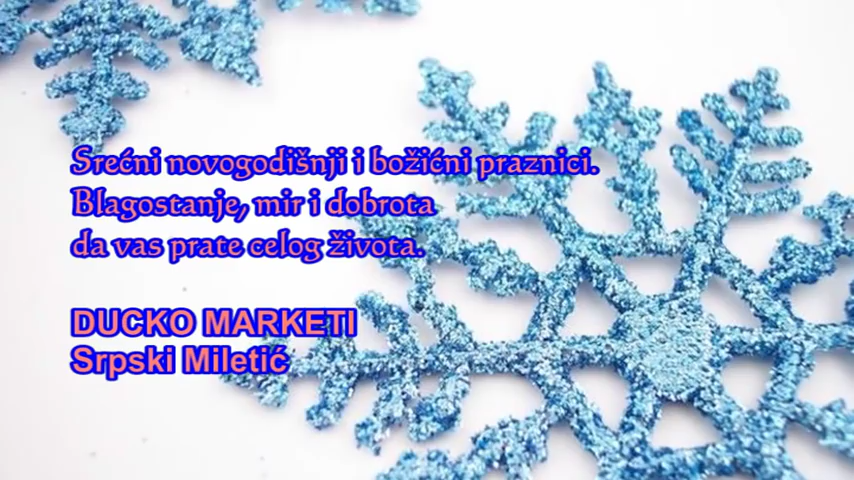 Srećni novogodišnji i božićni praznici.
Blagostanje, mir i dobrota
da vas prate celog života.
DUCKO MARKETI
Srpski Miletić